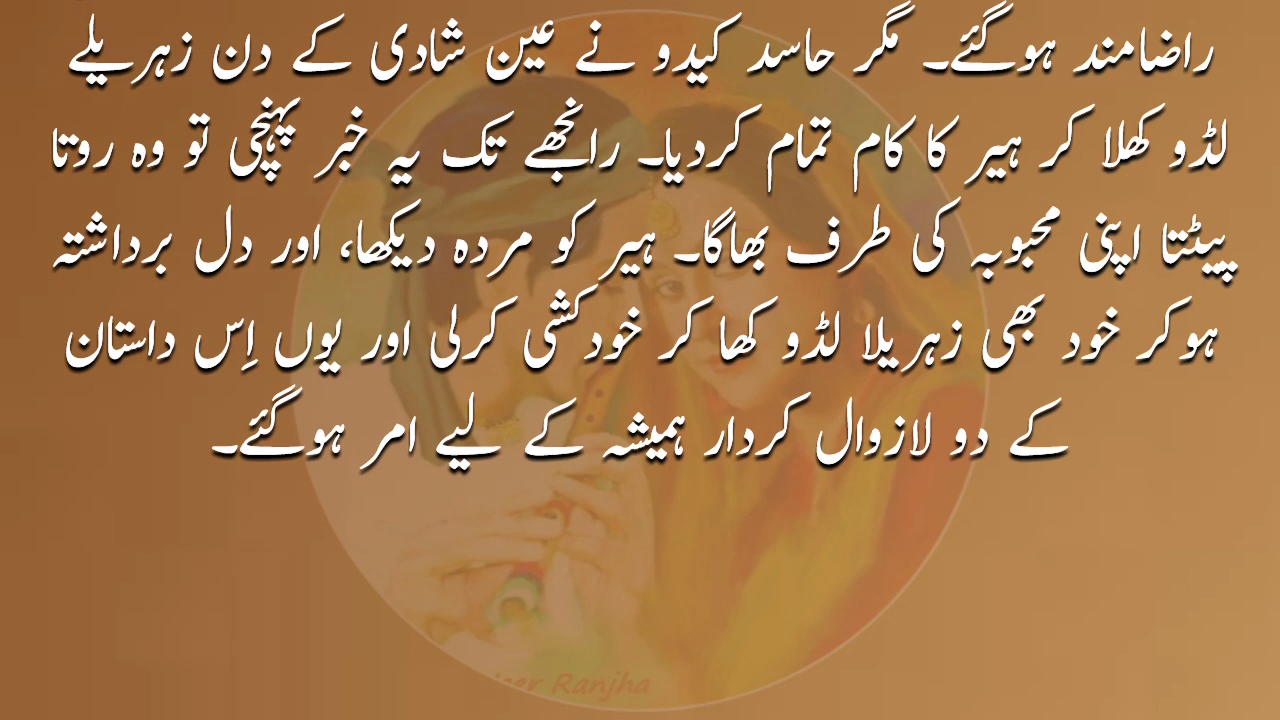 راضامند ہوگئے۔ مگر حاسد کیدو نے عین شادی کے دن زہریلے
لڈو کھلا کر ہیر کا کام تمام کردیا۔ رانجھے تک یہ خبر پہنچی تو وہ روتا
پیٹتا اپنی محبوبہ کی طرف بھاگا۔ ہیر کو مردہ دیکھا، اور دل برداشتہ
ہوکر خود بھی زہریلا لڈو کھا کر خودکشی کرلی اور یوں اِس داستان
کے دو لازوال کردار ہمیشہ کے لیے امر ہوگئے۔
Ranjha